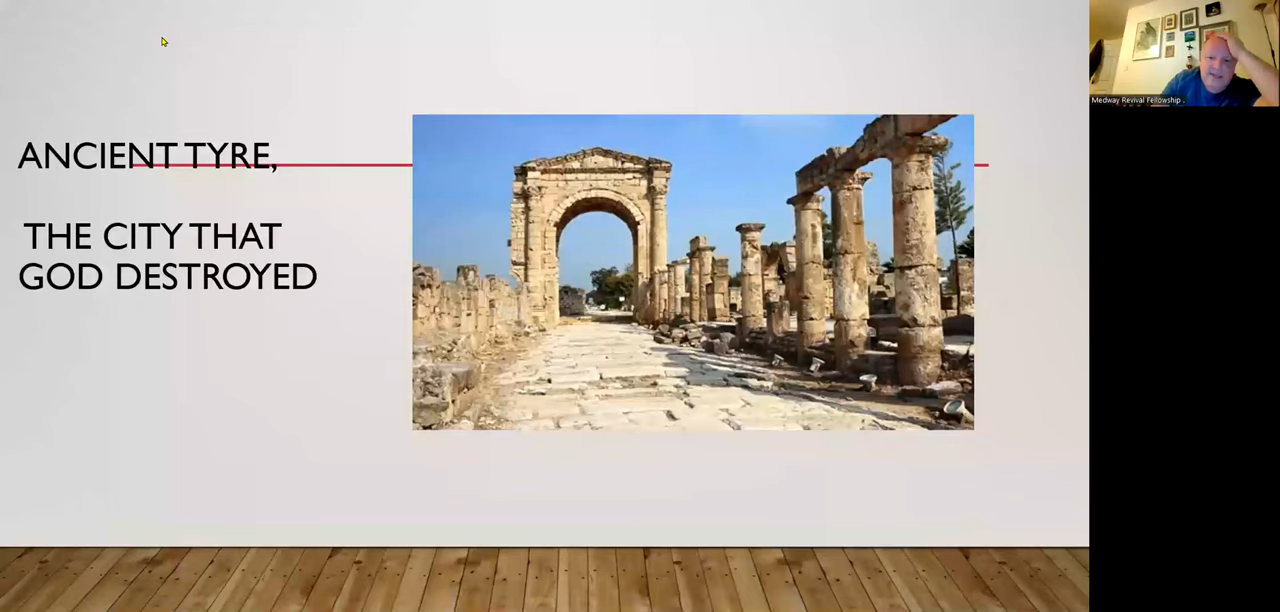 ANCIENT TYRE,
THE CITY THAT
GOD DESTROYED
Medway Revival Fellowship .